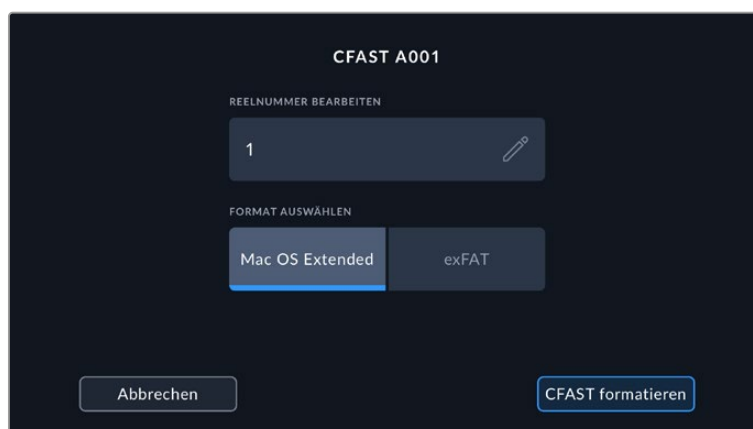 CFAST A001
REELNUMMER BEARBEITEN
1
FORMAT AUSWÄHLEN
Mac OS Extended
exFAT
Abbrechen
CFAST formatieren